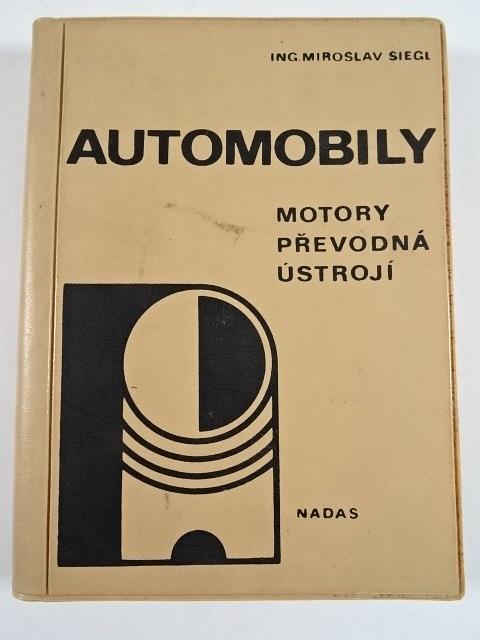 ING.MIROSLAV SIEGL
AUTOMOBILY
MOTORY
PŘEVODNÁ
ÚSTROJÍ
NADAS